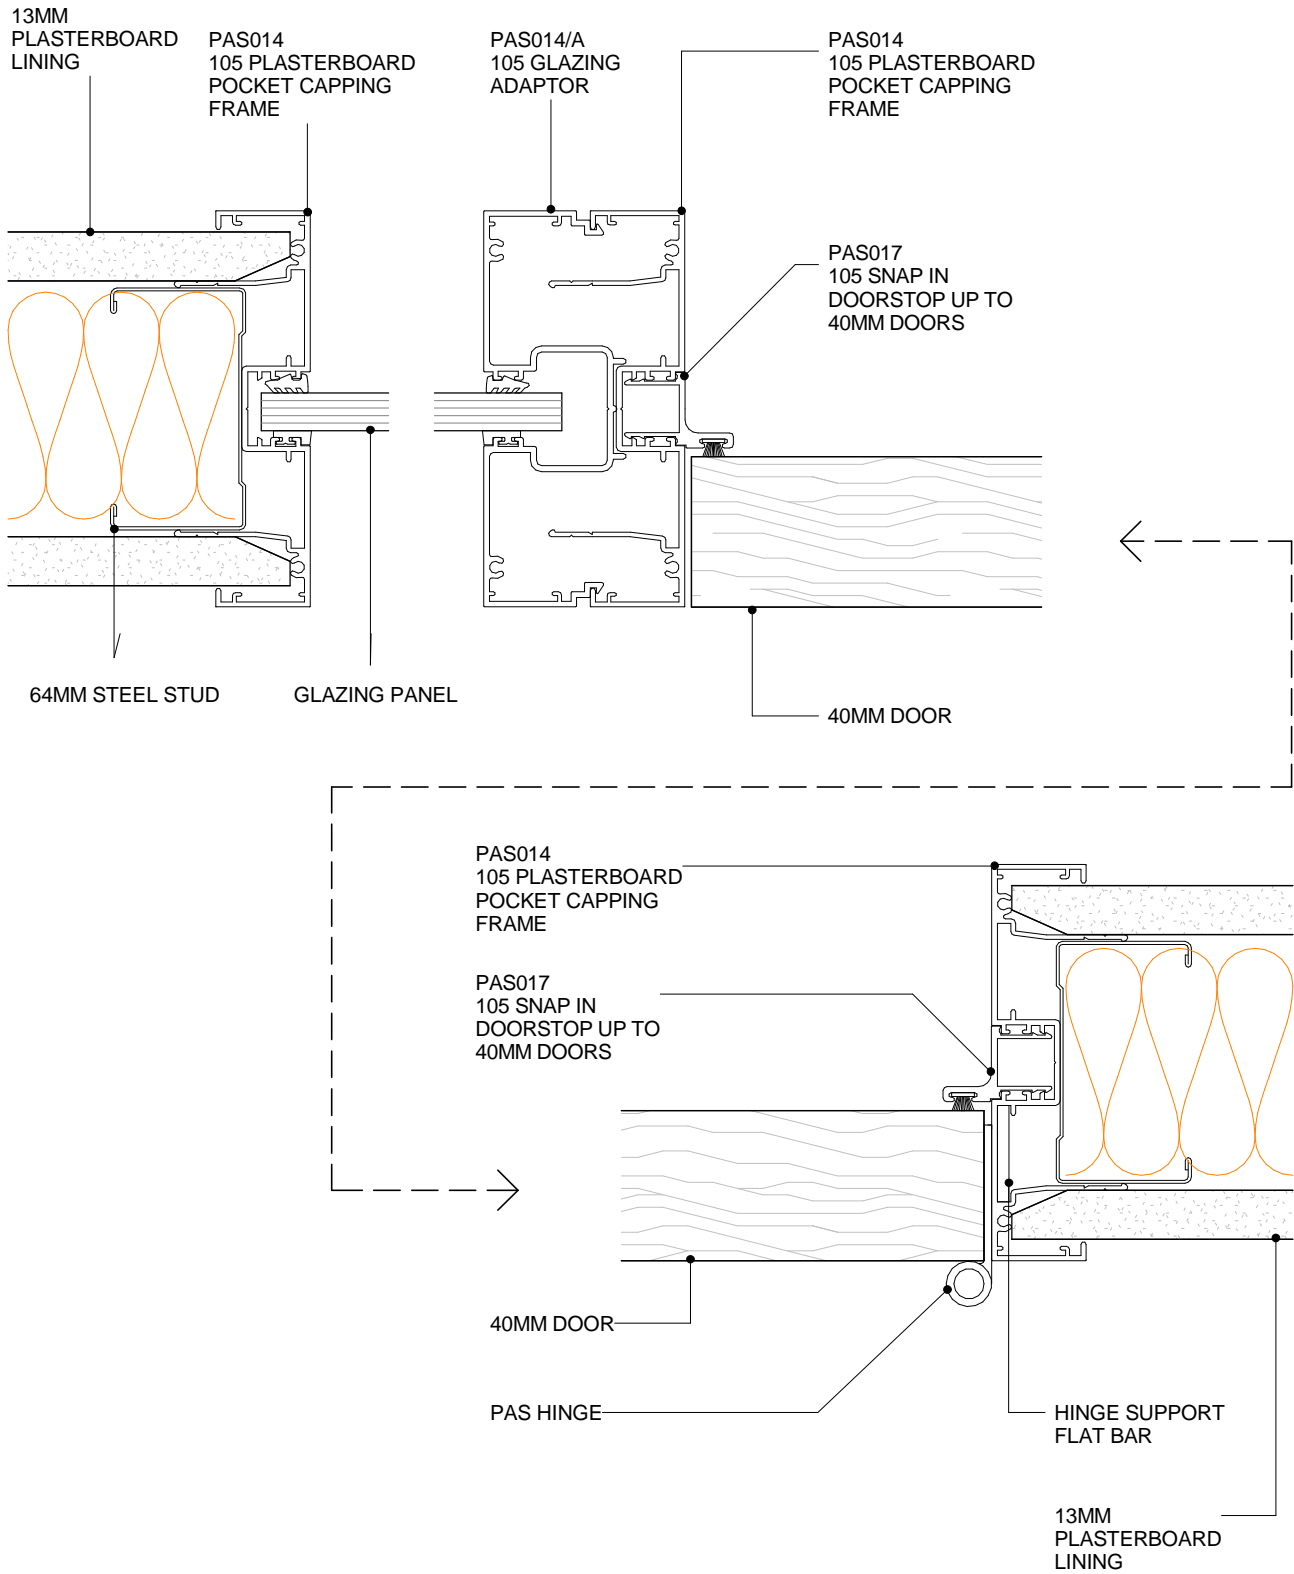 13MM
PLASTERBOARD
LINING
PAS014
105 PLASTERBOARD
POCKET CAPPING
FRAME
PAS014/A
105 GLAZING
ADAPTOR
PAS014
105 PLASTERBOARD
POCKET CAPPING
FRAME
PAS017
105 SNAP IN
DOORSTOP UP TO
40MM DOORS
64MM STEEL STUD
GLAZING PANEL
40MM DOOR
PAS014
105 PLASTERBOARD
POCKET CAPPING
FRAME
PAS017
105 SNAP IN
DOORSTOP UP TO
40MM DOORS
40MM DOOR
PAS HINGE
HINGE SUPPORT
FLAT BAR
13MM
PLASTERBOARD
LINING